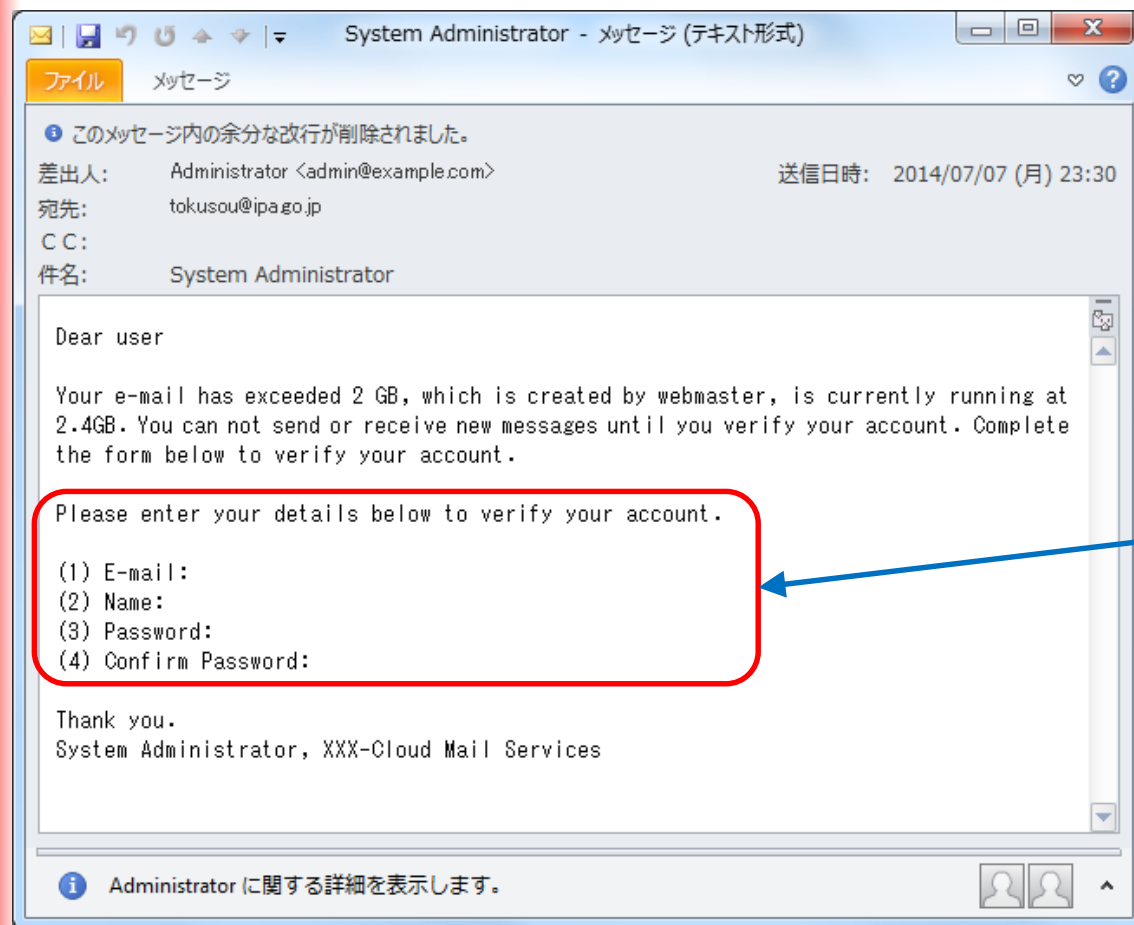 System Administrator - メッセージ (テキスト形式)
ファイル メッセージ
このメッセージ内の余分な改行が削除されました。
差出人: Administrator <admin@example.com> 送信日時: 2014/07/07 (月) 23:30
宛先: tokusou@ipa.go.jp
ＣＣ:
件名: System Administrator
Dear user
Your e-mail has exceeded 2 GB, which is created by webmaster, is currently running at
2.4GB. You can not send or receive new messages until you verify your account. Complete
the form below to verify your account.
Please enter your details below to verify your account.
(1) E-mail:
(2) Name:
(3) Password:
(4) Confirm Password:
Thank you.
System Administrator, XXX-Cloud Mail Services
Administrator に関する詳細を表示します。